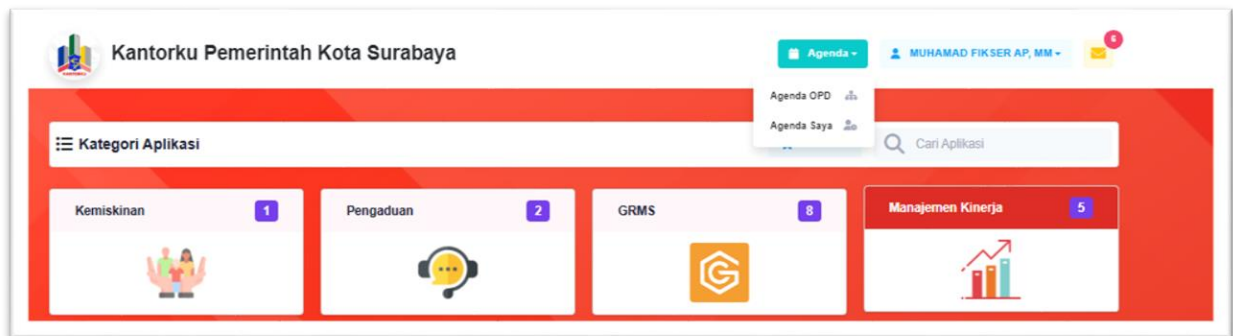 Kantorku Pemerintah Kota Surabaya
Agenda
MUHAMAD FIKSER AP, MM
6
Agenda OPD
Agenda Saya
Kategori Aplikasi
Cari Aplikasi
Kemiskinan 1
Pengaduan 2
GRMS 8
Manajemen Kinerja 5